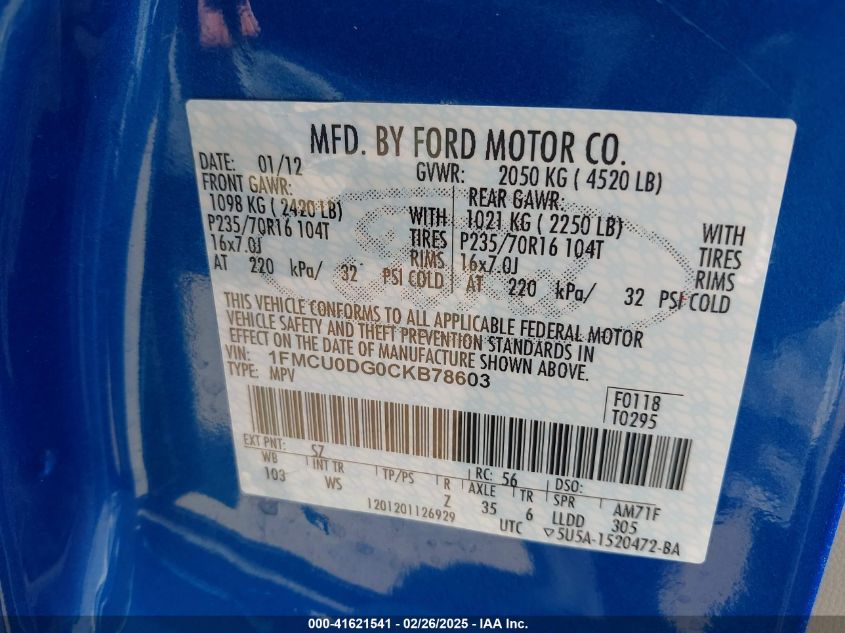 MFD. BY FORD MOTOR CO.
DATE: 01/12 GVWR: 2050 KG ( 4520 LB)
FRONT GAWR: REAR GAWR:
1098 KG ( 2420 LB) WITH 1021 KG ( 2250 LB) WITH
P235/70R16 104T TIRES P235/70R16 104T TIRES
16x7.0J RIMS 16x7.0J RIMS
AT 220 kPa/ 32 PSI COLD AT 220 kPa/ 32 PSI COLD
THIS VEHICLE CONFORMS TO ALL APPLICABLE FEDERAL MOTOR
VEHICLE SAFETY AND THEFT PREVENTION STANDARDS IN
EFFECT ON THE DATE OF MANUFACTURE SHOWN ABOVE.
VIN: 1FMCU0DG0CKB78603
TYPE: MPV
F0118
T0295
EXT PNT: SZ RC: 56 DSO:
WB INT TR TP/PS R AXLE TR SPR AM71F
103 WS Z 35 6 LLDD 305
1201201126929 UTC ▽5U5A-1520472-BA
000-41621541 - 02/26/2025 - IAA Inc.